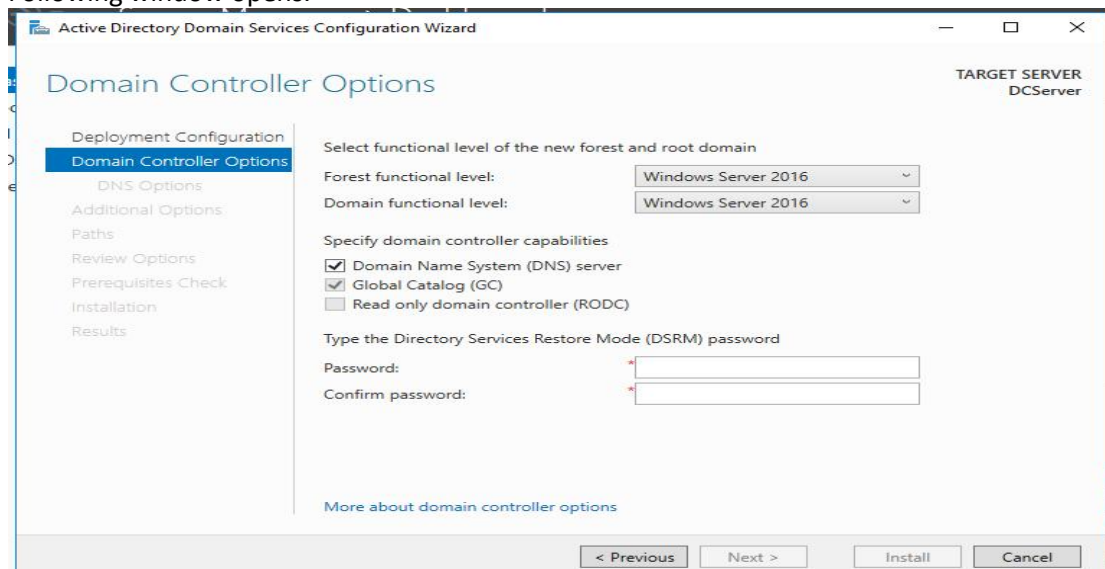 Active Directory Domain Services Configuration Wizard
Domain Controller Options
TARGET SERVER
DCServer
Deployment Configuration
Domain Controller Options
DNS Options
Additional Options
Paths
Review Options
Prerequisites Check
Installation
Results
Select functional level of the new forest and root domain
Forest functional level: Windows Server 2016
Domain functional level: Windows Server 2016
Specify domain controller capabilities
Domain Name System (DNS) server
Global Catalog (GC)
Read only domain controller (RODC)
Type the Directory Services Restore Mode (DSRM) password
Password: *
Confirm password: *
More about domain controller options
< Previous Next > Install Cancel